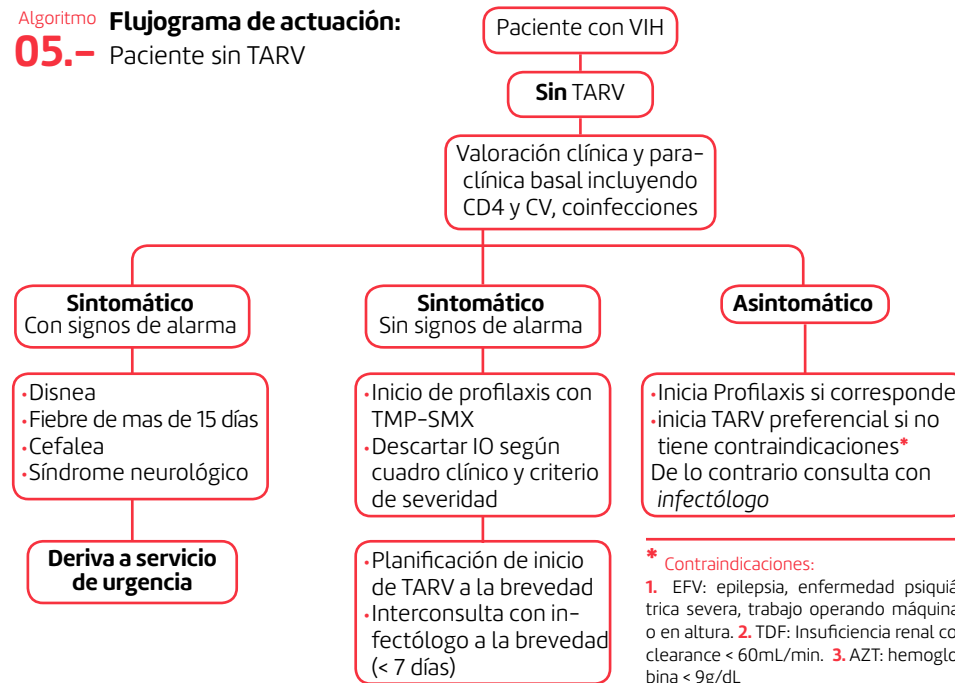 Algoritmo
05.–
Flujograma de actuación:
Paciente sin TARV
Paciente con VIH
Sin TARV
Valoración clínica y para–
clínica basal incluyendo
CD4 y CV, coinfecciones
Sintomático
Con signos de alarma
·Disnea
·Fiebre de mas de 15 días
·Cefalea
·Síndrome neurológico
Deriva a servicio
de urgencia
Sintomático
Sin signos de alarma
·Inicio de profilaxis con
TMP–SMX
·Descartar IO según
cuadro clínico y criterio
de severidad
·Planificación de inicio
de TARV a la brevedad
·Interconsulta con in–
fectólogo a la brevedad
(< 7 días)
Asintomático
·Inicia Profilaxis si corresponde
·inicia TARV preferencial si no
tiene contraindicaciones*
De lo contrario consulta con
infectólogo
* Contraindicaciones:
1. EFV: epilepsia, enfermedad psiquiá
trica severa, trabajo operando máquina
o en altura. 2. TDF: Insuficiencia renal co
clearance < 60mL/min. 3. AZT: hemoglo
bina < 9g/dL